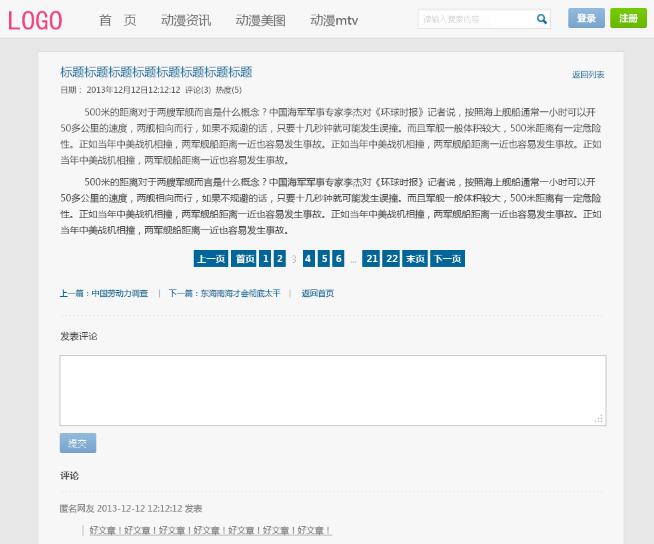 LOGO 首 页 动漫资讯 动漫美图 动漫mtv 请输入搜索内容 登录 注册
标题标题标题标题标题标题标题标题 返回列表
日期： 2013年12月12日12:12:12 评论(3) 热度(5)
500米的距离对于两艘军舰而言是什么概念？中国海军军事专家李杰对《环球时报》记者说，按照海上舰船通常一小时可以开
50多公里的速度，两舰相向而行，如果不规避的话，只要十几秒钟就可能发生误撞。而且军舰一般体积较大，500米距离有一定危险
性。正如当年中美战机相撞，两军舰船距离一近也容易发生事故。正如当年中美战机相撞，两军舰船距离一近也容易发生事故。正如
当年中美战机相撞，两军舰船距离一近也容易发生事故。
500米的距离对于两艘军舰而言是什么概念？中国海军军事专家李杰对《环球时报》记者说，按照海上舰船通常一小时可以开
50多公里的速度，两舰相向而行，如果不规避的话，只要十几秒钟就可能发生误撞。而且军舰一般体积较大，500米距离有一定危险
性。正如当年中美战机相撞，两军舰船距离一近也容易发生事故。正如当年中美战机相撞，两军舰船距离一近也容易发生事故。正如
当年中美战机相撞，两军舰船距离一近也容易发生事故。
上一页 首页 1 2 3 4 5 6 ... 21 22 末页 下一页
上一篇：中国劳动力调查 | 下一篇：东海南海才会彻底太平 | 返回首页
发表评论
提交
评论
匿名网友 2013-12-12 12:12:12 发表
好文章！好文章！好文章！好文章！好文章！好文章！好文章！